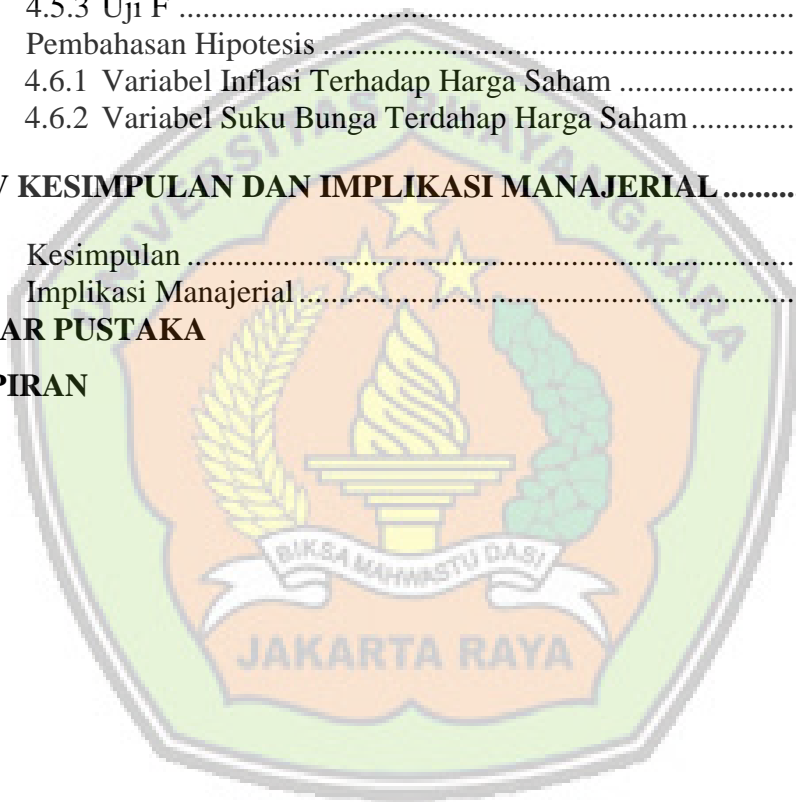 4.5.3 Uji F ................................................................................
Pembahasan Hipotesis ................................................................................
4.6.1 Variabel Inflasi Terhadap Harga Saham ........................
4.6.2 Variabel Suku Bunga Terdahap Harga Saham ..............
V KESIMPULAN DAN IMPLIKASI MANAJERIAL ..........
Kesimpulan ................................................................................
Implikasi Manajerial ................................................................................
AR PUSTAKA
PIRAN
UNIVERSITAS BHAYANGKARA
BIKSA MAHWASTU DASI
JAKARTA RAYA